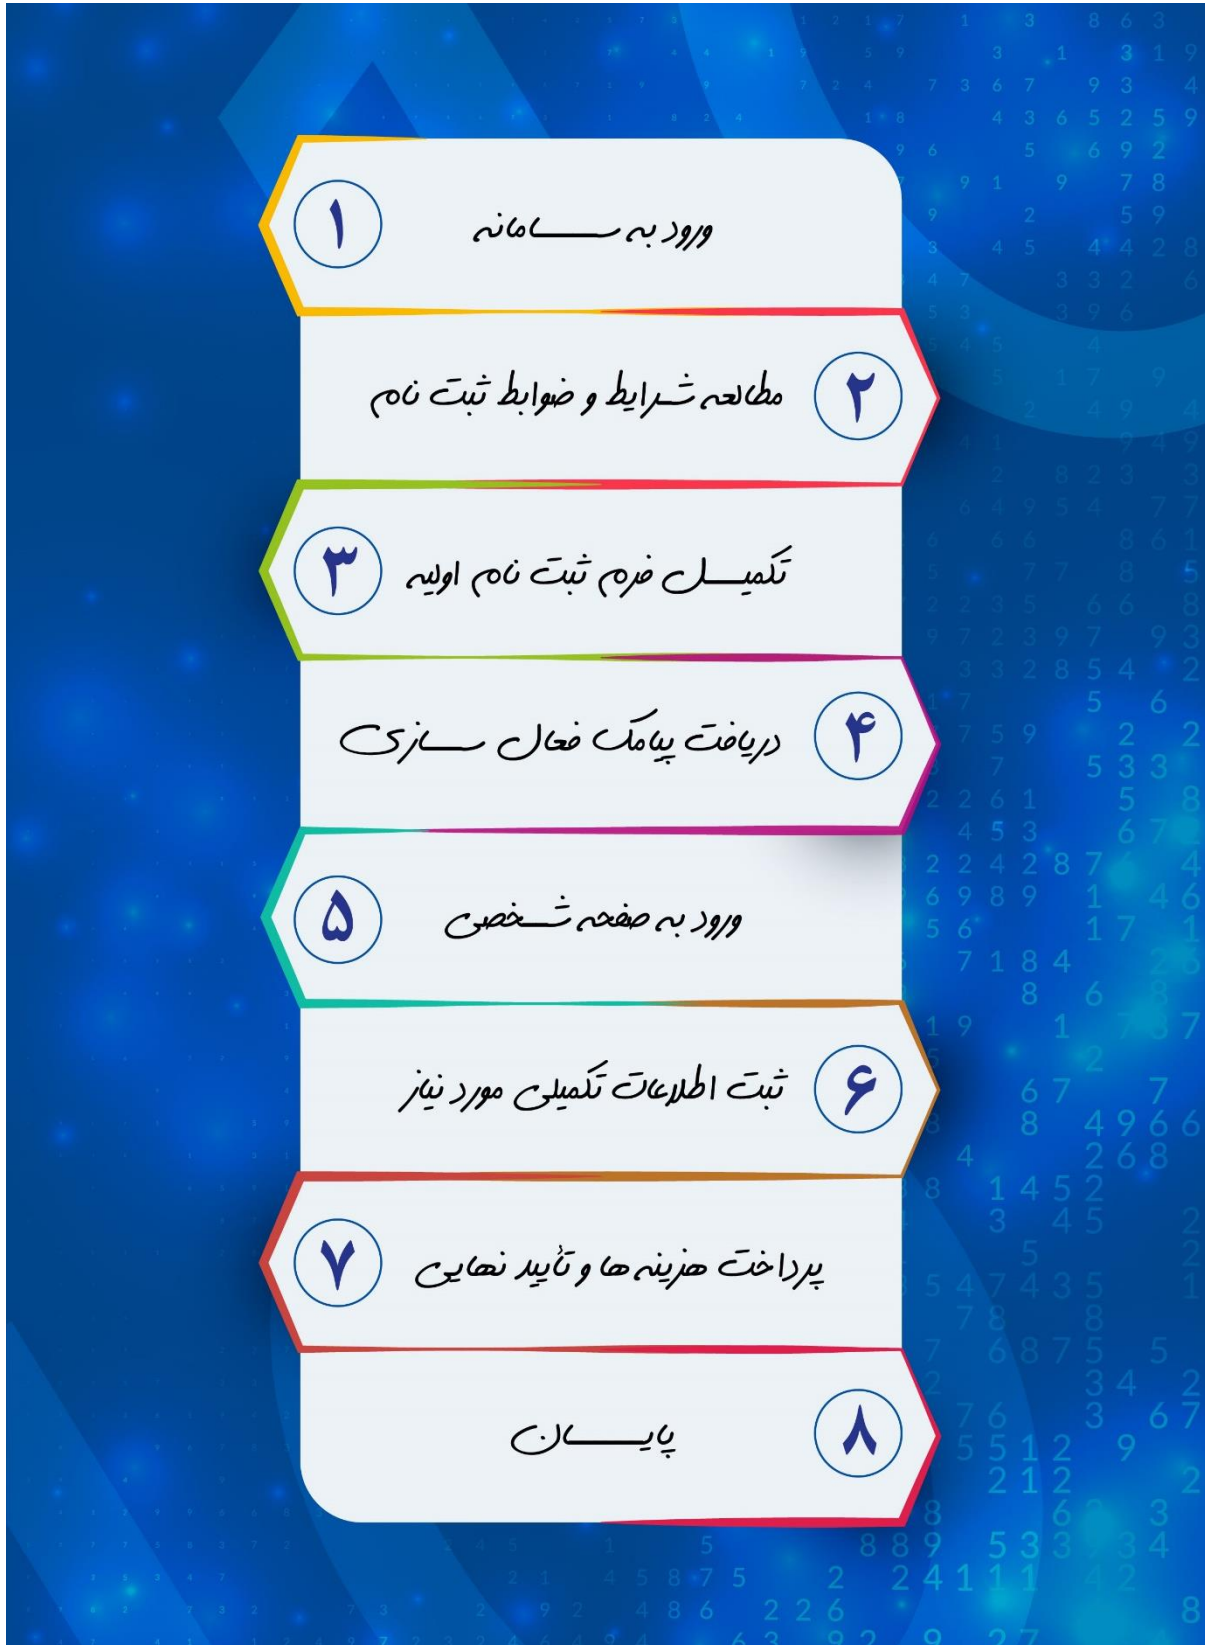 ۱
ورود به سامانه
۲
مطالعه شرایط و ضوابط ثبت نام
۳
تکمیل فرم ثبت نام اولیه
۴
دریافت پیامک فعال سازی
۵
ورود به صفحه شخصی
۶
ثبت اطلاعات تکمیلی مورد نیاز
۷
پرداخت هزینه ها و تأیید نهایی
۸
پایان